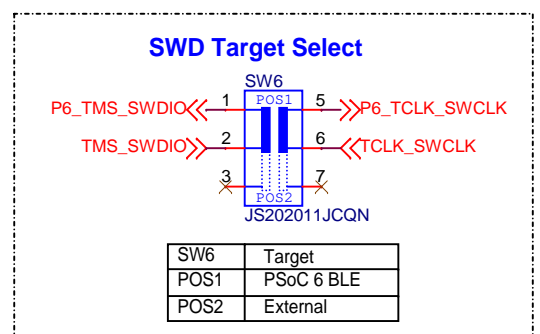 SWD Target Select
SW6
P6_TMS_SWDIO 1 POS1 5 P6_TCLK_SWCLK
TMS_SWDIO 2 6 TCLK_SWCLK
3 7
POS2
JS202011JCQN
SW6 Target
POS1 PSoC 6 BLE
POS2 External